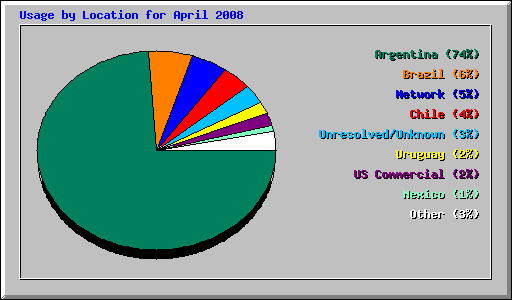 Usage by Location for April 2008
Argentina (74%)
Brazil (6%)
Network (5%)
Chile (4%)
Unresolved/Unknown (3%)
Uruguay (2%)
US Commercial (2%)
Mexico (1%)
Other (3%)